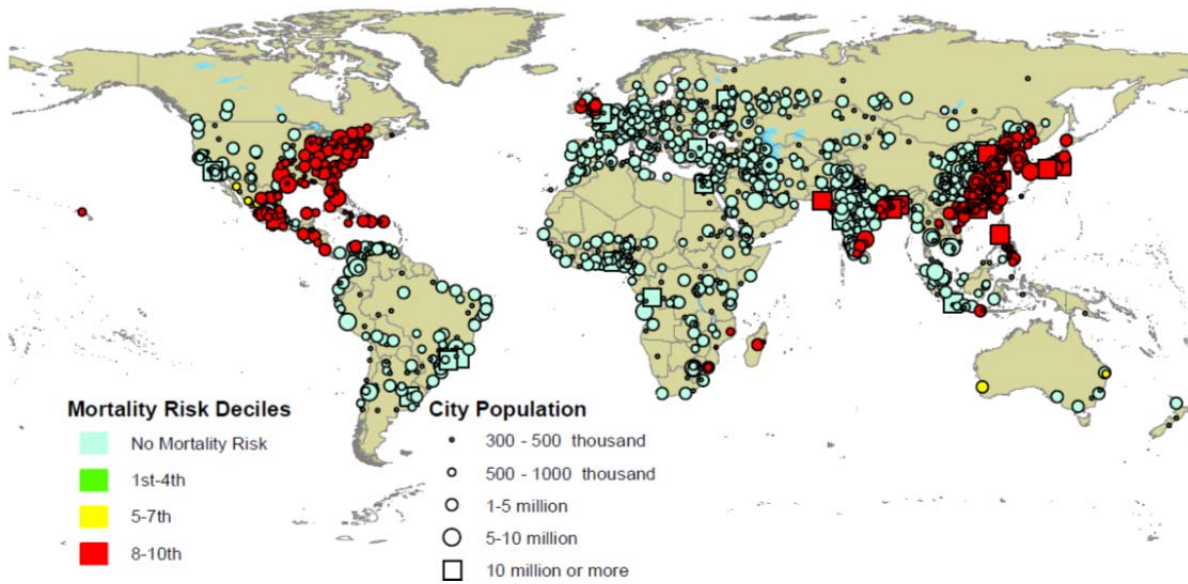 Mortality Risk Deciles
No Mortality Risk
1st-4th
5-7th
8-10th
City Population
300 - 500 thousand
500 - 1000 thousand
1-5 million
5-10 million
10 million or more